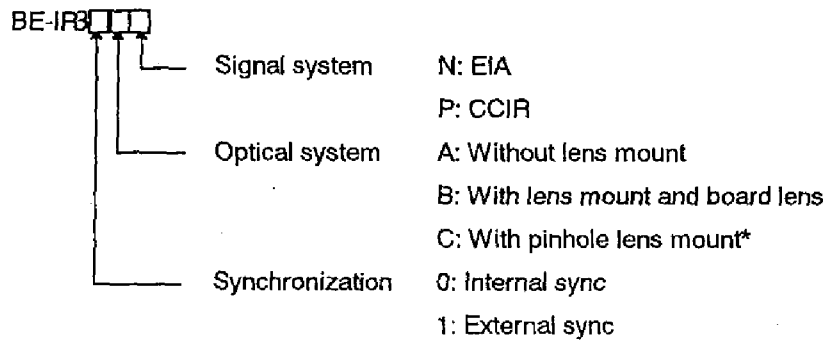 BE-IR3
Signal system N: EIA
P: CCIR
Optical system A: Without lens mount
B: With lens mount and board lens
C: With pinhole lens mount*
Synchronization 0: Internal sync
1: External sync